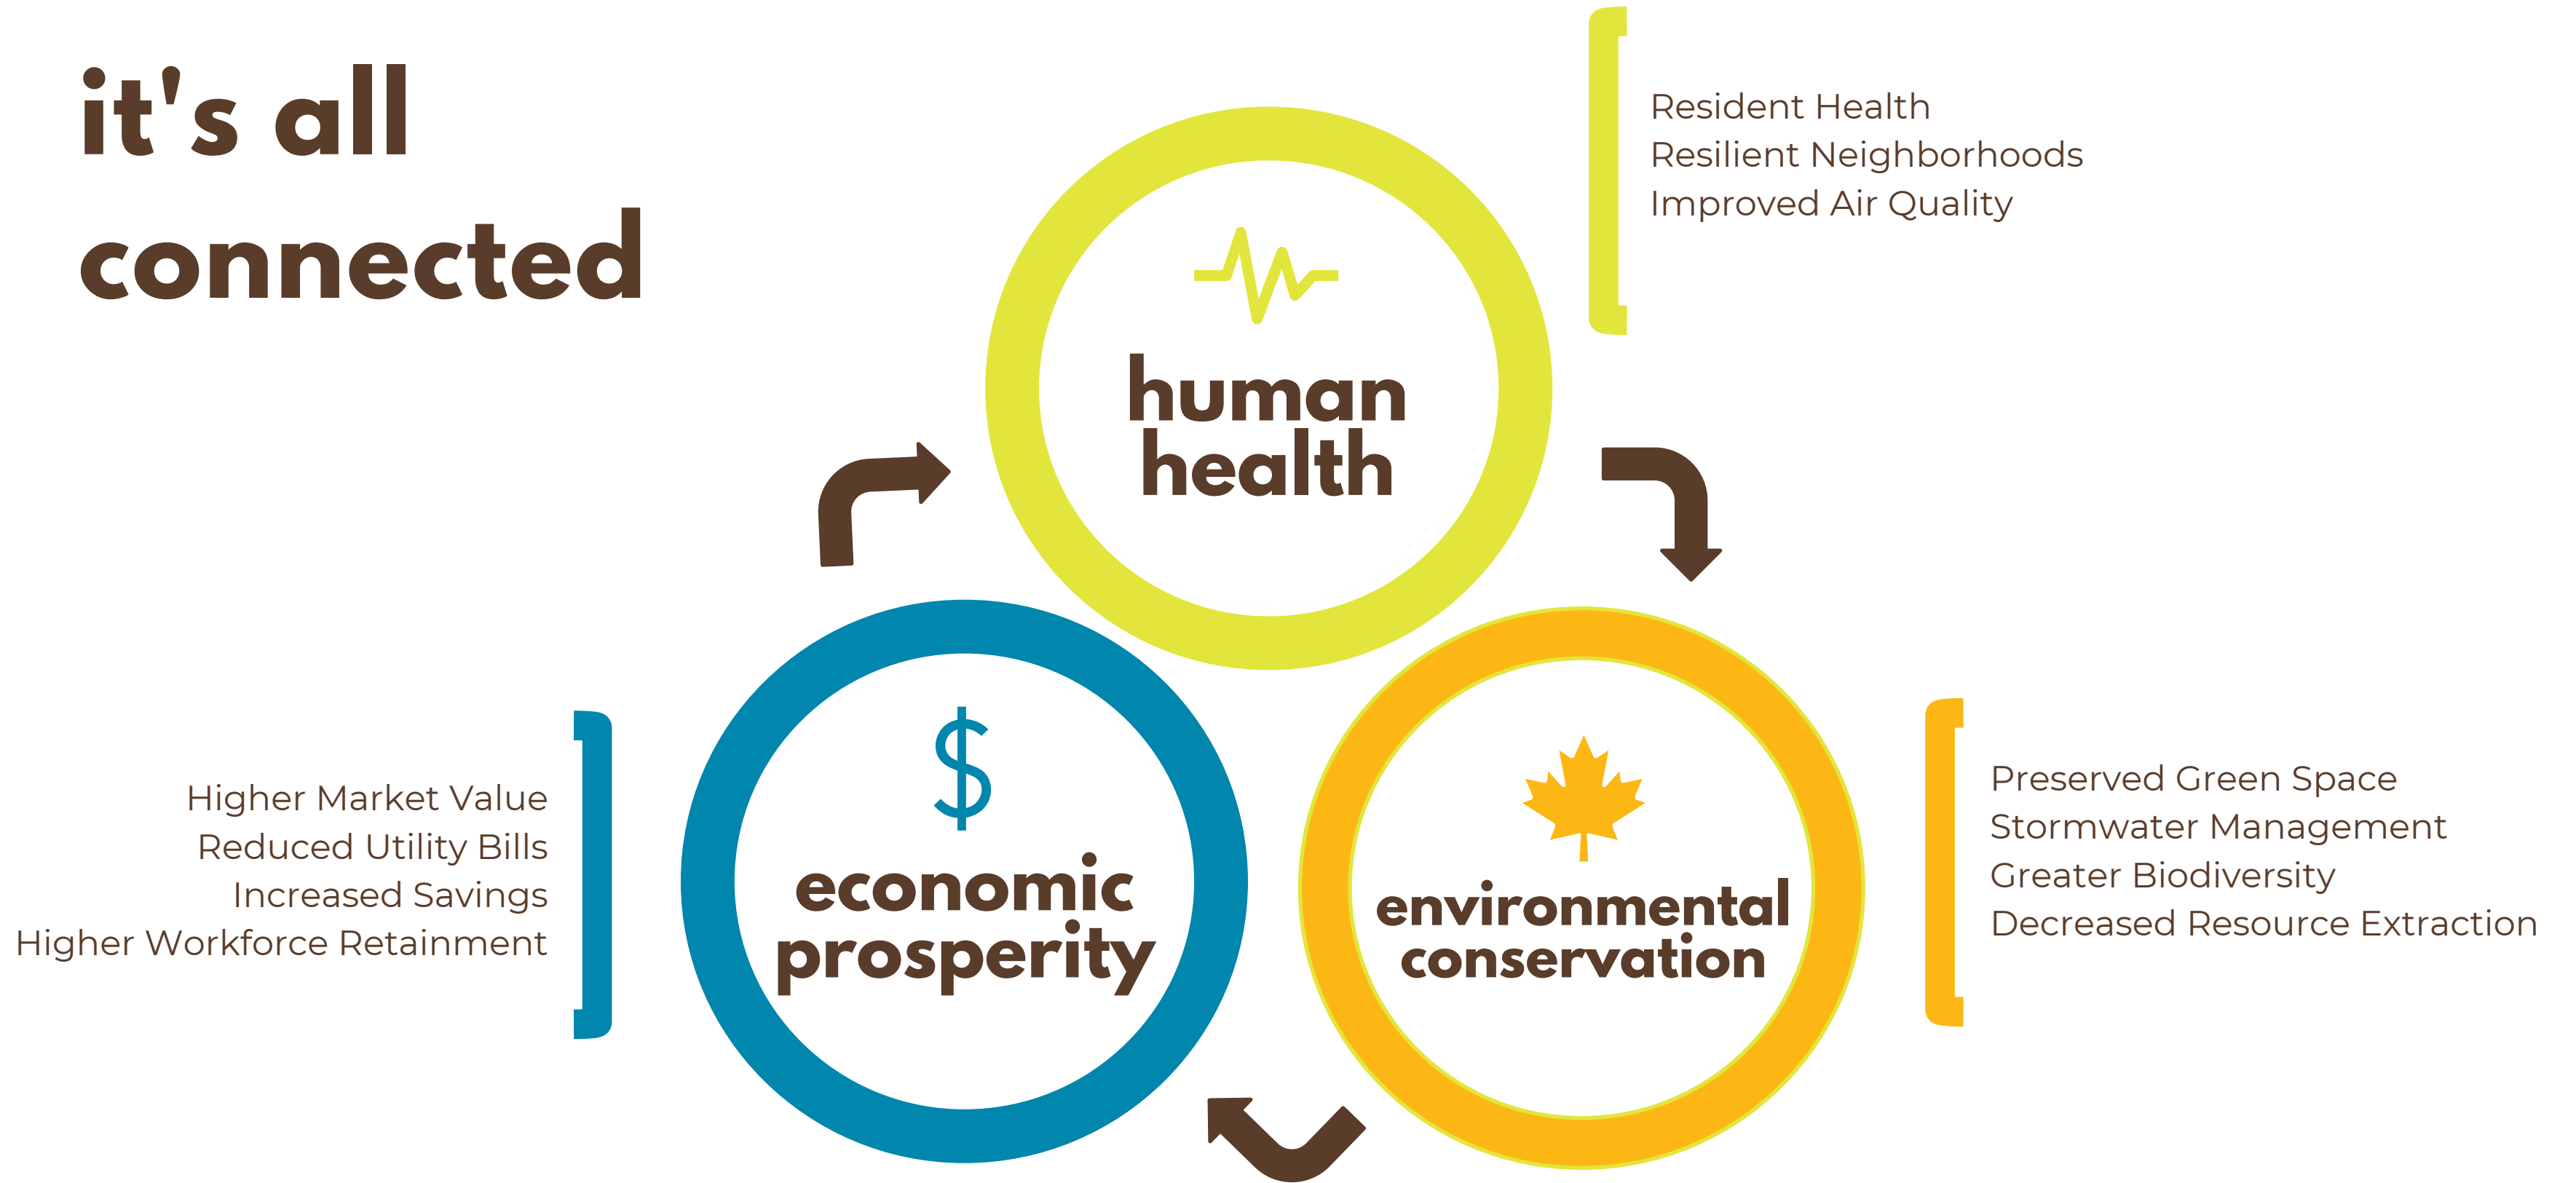 it's all
connected
Resident Health
Resilient Neighborhoods
Improved Air Quality
human
health
$
economic
prosperity
Higher Market Value
Reduced Utility Bills
Increased Savings
Higher Workforce Retainment
environmental
conservation
Preserved Green Space
Stormwater Management
Greater Biodiversity
Decreased Resource Extraction